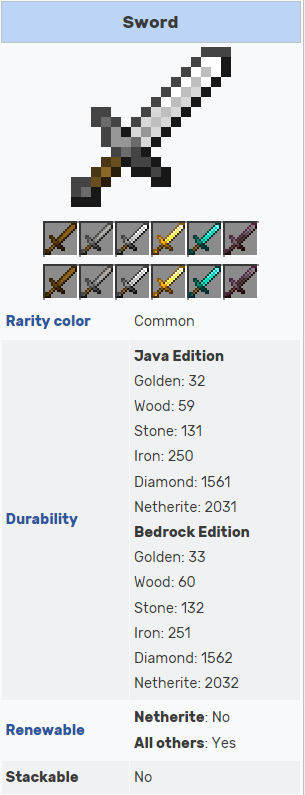 Sword
Rarity color
Common
Durability
Java Edition
Golden: 32
Wood: 59
Stone: 131
Iron: 250
Diamond: 1561
Netherite: 2031
Bedrock Edition
Golden: 33
Wood: 60
Stone: 132
Iron: 251
Diamond: 1562
Netherite: 2032
Renewable
Netherite: No
All others: Yes
Stackable
No